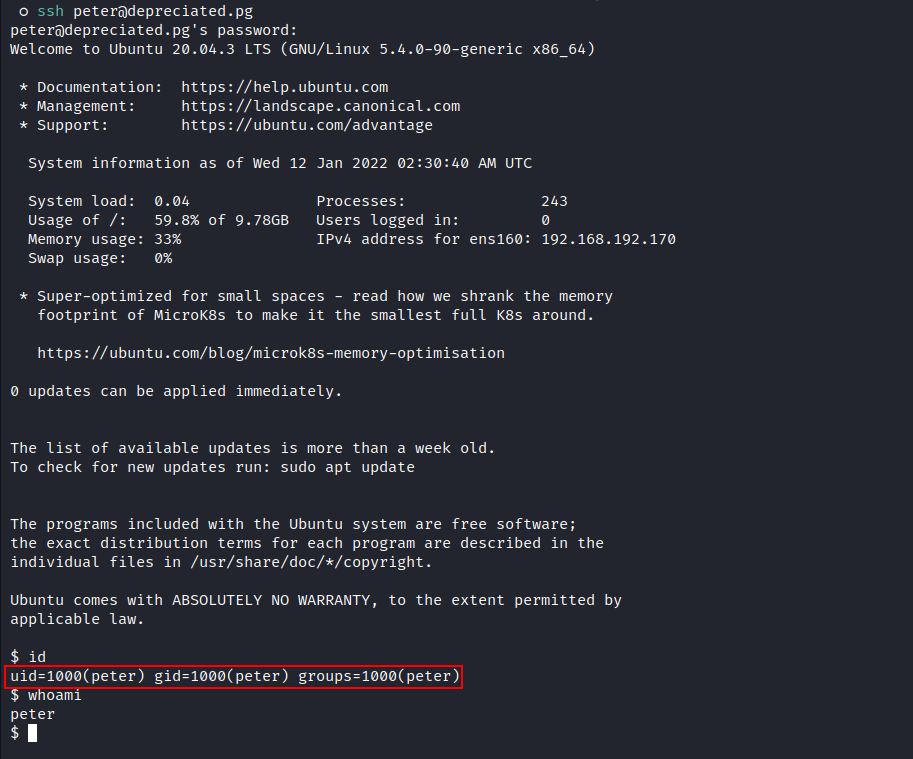 ssh peter@depreciated.pg
peter@depreciated.pg's password:
Welcome to Ubuntu 20.04.3 LTS (GNU/Linux 5.4.0-90-generic x86_64)
* Documentation:  https://help.ubuntu.com
* Management:     https://landscape.canonical.com
* Support:        https://ubuntu.com/advantage
System information as of Wed 12 Jan 2022 02:30:40 AM UTC
System load:  0.04              Processes:               243
Usage of /:   59.8% of 9.78GB   Users logged in:         0
Memory usage: 33%               IPv4 address for ens160: 192.168.192.170
Swap usage:   0%
* Super-optimized for small spaces - read how we shrank the memory
footprint of MicroK8s to make it the smallest full K8s around.
https://ubuntu.com/blog/microk8s-memory-optimisation
0 updates can be applied immediately.
The list of available updates is more than a week old.
To check for new updates run: sudo apt update
The programs included with the Ubuntu system are free software;
the exact distribution terms for each program are described in the
individual files in /usr/share/doc/*/copyright.
Ubuntu comes with ABSOLUTELY NO WARRANTY, to the extent permitted by
applicable law.
$ id
uid=1000(peter) gid=1000(peter) groups=1000(peter)
$ whoami
peter
$